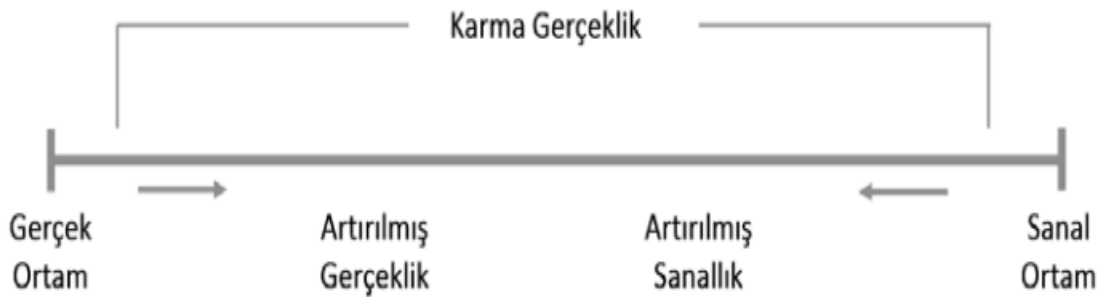 Karma Gerçeklik
Gerçek
Ortam
Artırılmış
Gerçeklik
Artırılmış
Sanallık
Sanal
Ortam